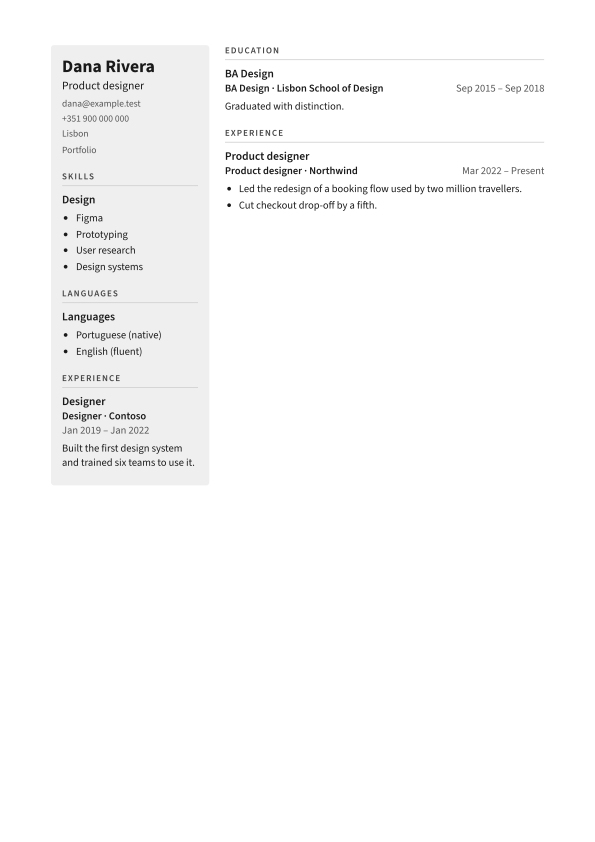 Dana Rivera
Product designer
dana@example.test
+351 900 000 000
Lisbon
Portfolio
SKILLS
Design
• Figma
• Prototyping
• User research
• Design systems
LANGUAGES
Languages
• Portuguese (native)
• English (fluent)
EXPERIENCE
Designer
Designer · Contoso
Jan 2019 – Jan 2022
Built the first design system
and trained six teams to use it.
EDUCATION
BA Design
BA Design · Lisbon School of Design Sep 2015 – Sep 2018
Graduated with distinction.
EXPERIENCE
Product designer
Product designer · Northwind Mar 2022 – Present
• Led the redesign of a booking flow used by two million travellers.
• Cut checkout drop-off by a fifth.